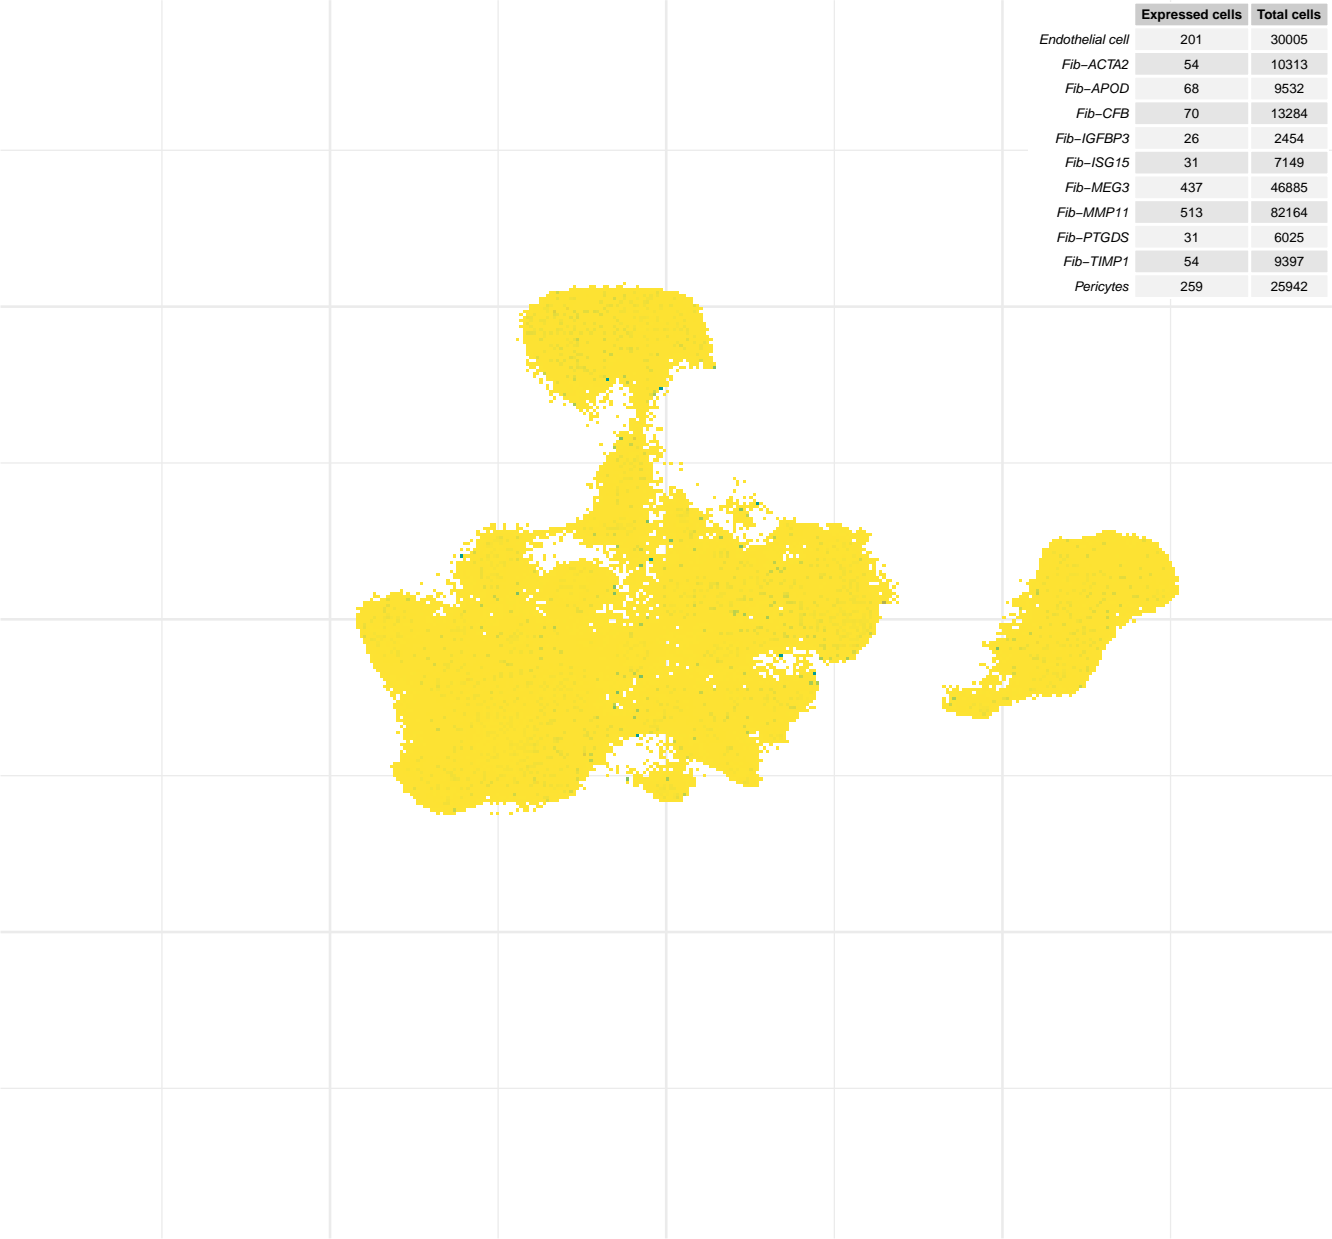 Expressed cells Total cells
Endothelial cell 201 30005
Fib−ACTA2 54 10313
Fib−APOD 68 9532
Fib−CFB 70 13284
Fib−IGFBP3 26 2454
Fib−ISG15 31 7149
Fib−MEG3 437 46885
Fib−MMP11 513 82164
Fib−PTGDS 31 6025
Fib−TIMP1 54 9397
Pericytes 259 25942